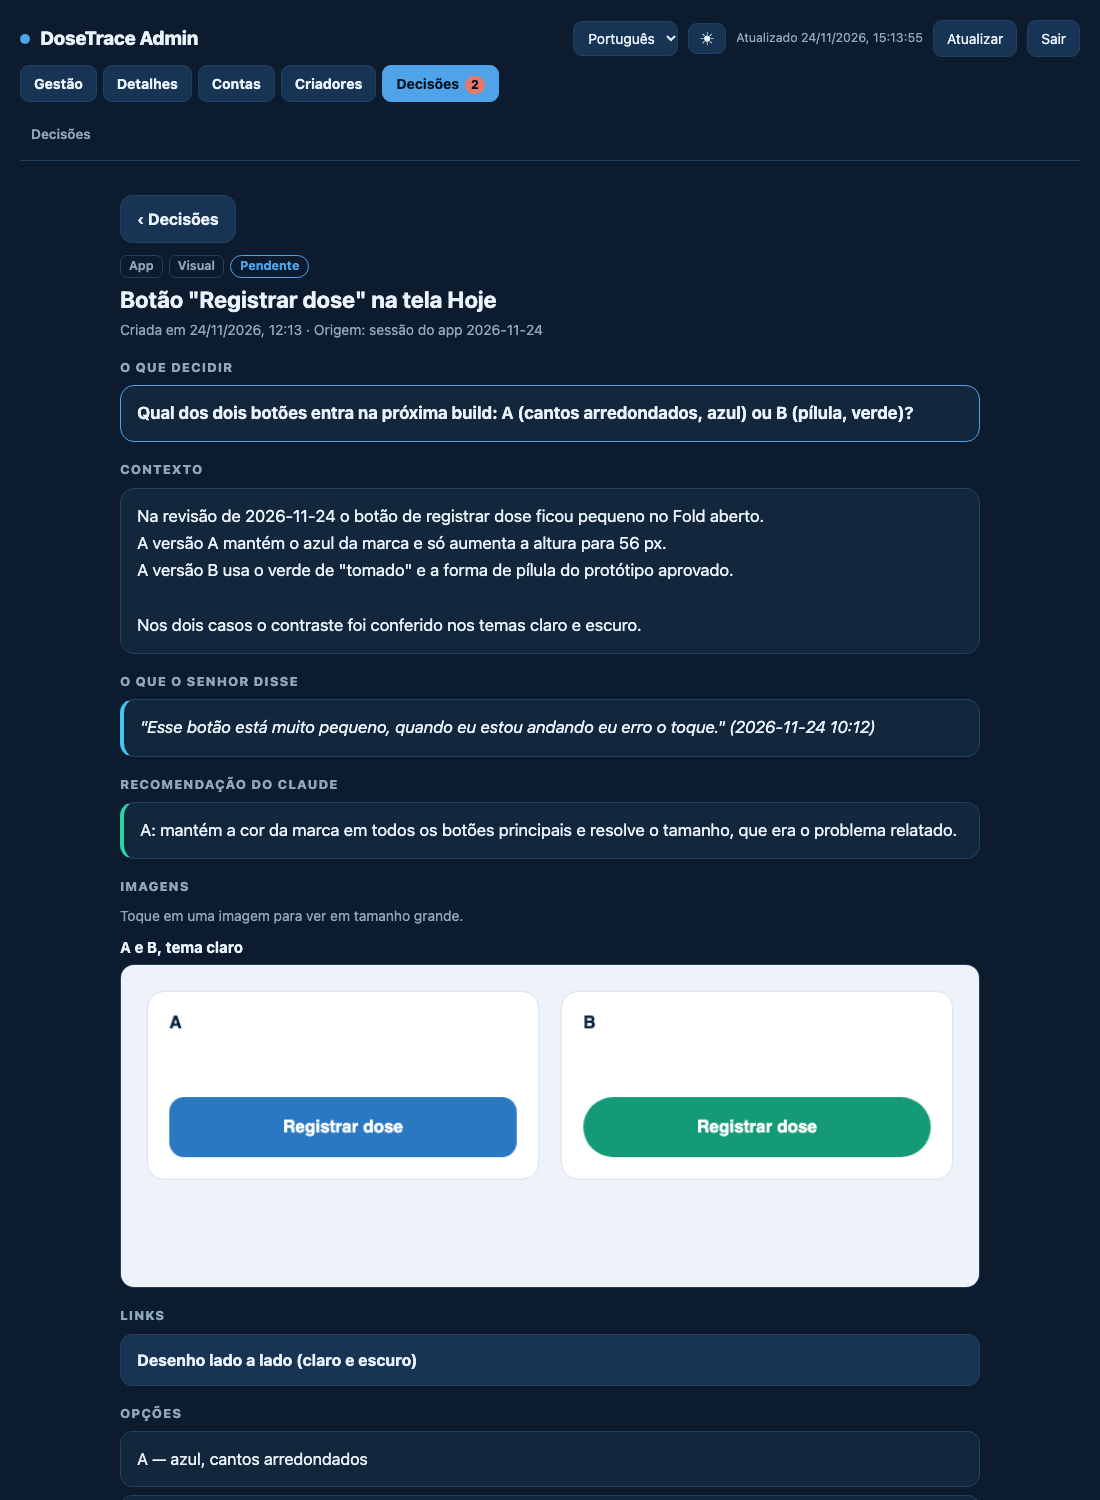 DoseTrace Admin
Português
Atualizado 24/11/2026, 15:13:55
Atualizar
Sair
Gestão
Detalhes
Contas
Criadores
Decisões 2
Decisões
‹ Decisões
App
Visual
Pendente
Botão "Registrar dose" na tela Hoje
Criada em 24/11/2026, 12:13 · Origem: sessão do app 2026-11-24
O QUE DECIDIR
Qual dos dois botões entra na próxima build: A (cantos arredondados, azul) ou B (pílula, verde)?
CONTEXTO
Na revisão de 2026-11-24 o botão de registrar dose ficou pequeno no Fold aberto.
A versão A mantém o azul da marca e só aumenta a altura para 56 px.
A versão B usa o verde de "tomado" e a forma de pílula do protótipo aprovado.
Nos dois casos o contraste foi conferido nos temas claro e escuro.
O QUE O SENHOR DISSE
"Esse botão está muito pequeno, quando eu estou andando eu erro o toque." (2026-11-24 10:12)
RECOMENDAÇÃO DO CLAUDE
A: mantém a cor da marca em todos os botões principais e resolve o tamanho, que era o problema relatado.
IMAGENS
Toque em uma imagem para ver em tamanho grande.
A e B, tema claro
A
Registrar dose
B
Registrar dose
LINKS
Desenho lado a lado (claro e escuro)
OPÇÕES
A — azul, cantos arredondados